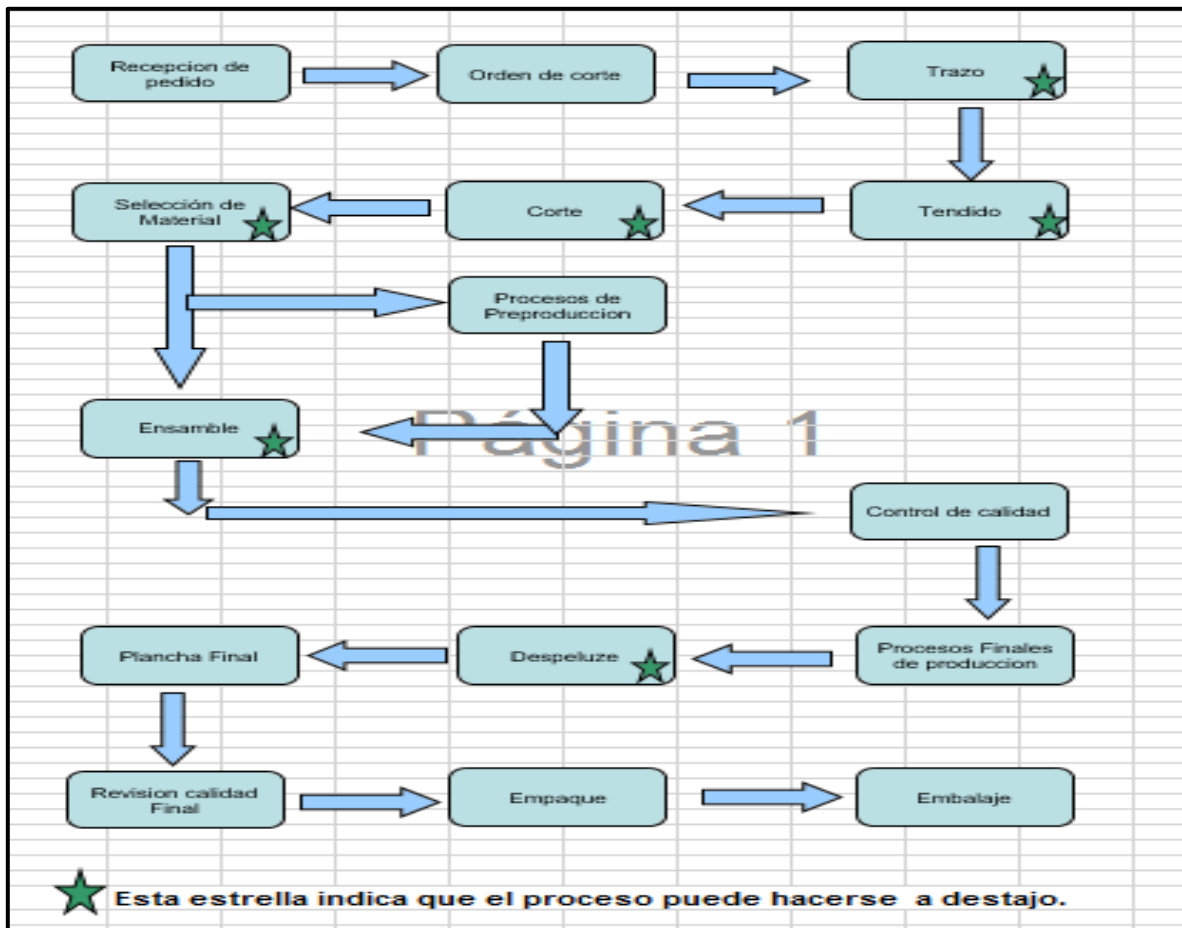 Recepcion de
pedido
Orden de corte
Trazo
Selección de
Material
Corte
Tendido
Procesos de
Preproduccion
Ensamble
Página 1
Control de calidad
Plancha Final
Despeluze
Procesos Finales
de produccion
Revision calidad
Final
Empaque
Embalaje
Esta estrella indica que el proceso puede hacerse a destajo.